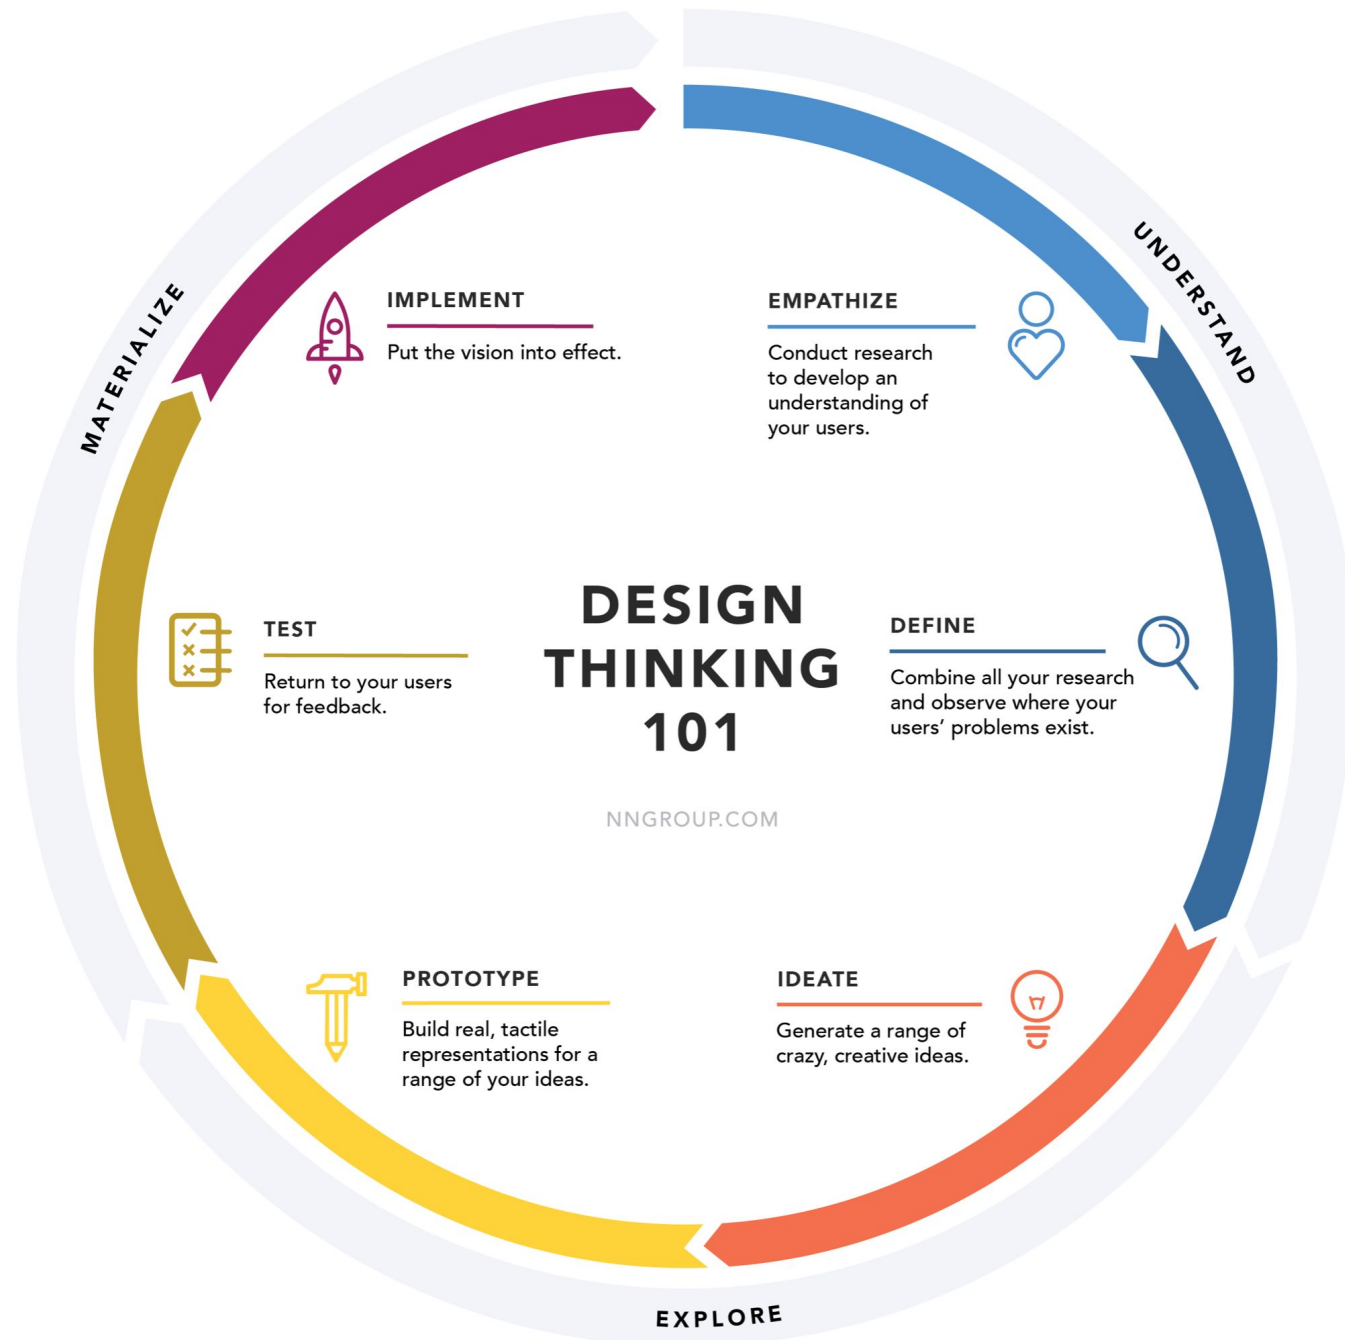 DESIGN
THINKING
101
NNGROUP.COM
UNDERSTAND
EMPATHIZE
Conduct research
to develop an
understanding of
your users.
DEFINE
Combine all your research
and observe where your
users’ problems exist.
EXPLORE
IDEATE
Generate a range of
crazy, creative ideas.
PROTOTYPE
Build real, tactile
representations for a
range of your ideas.
MATERIALIZE
TEST
Return to your users
for feedback.
IMPLEMENT
Put the vision into effect.